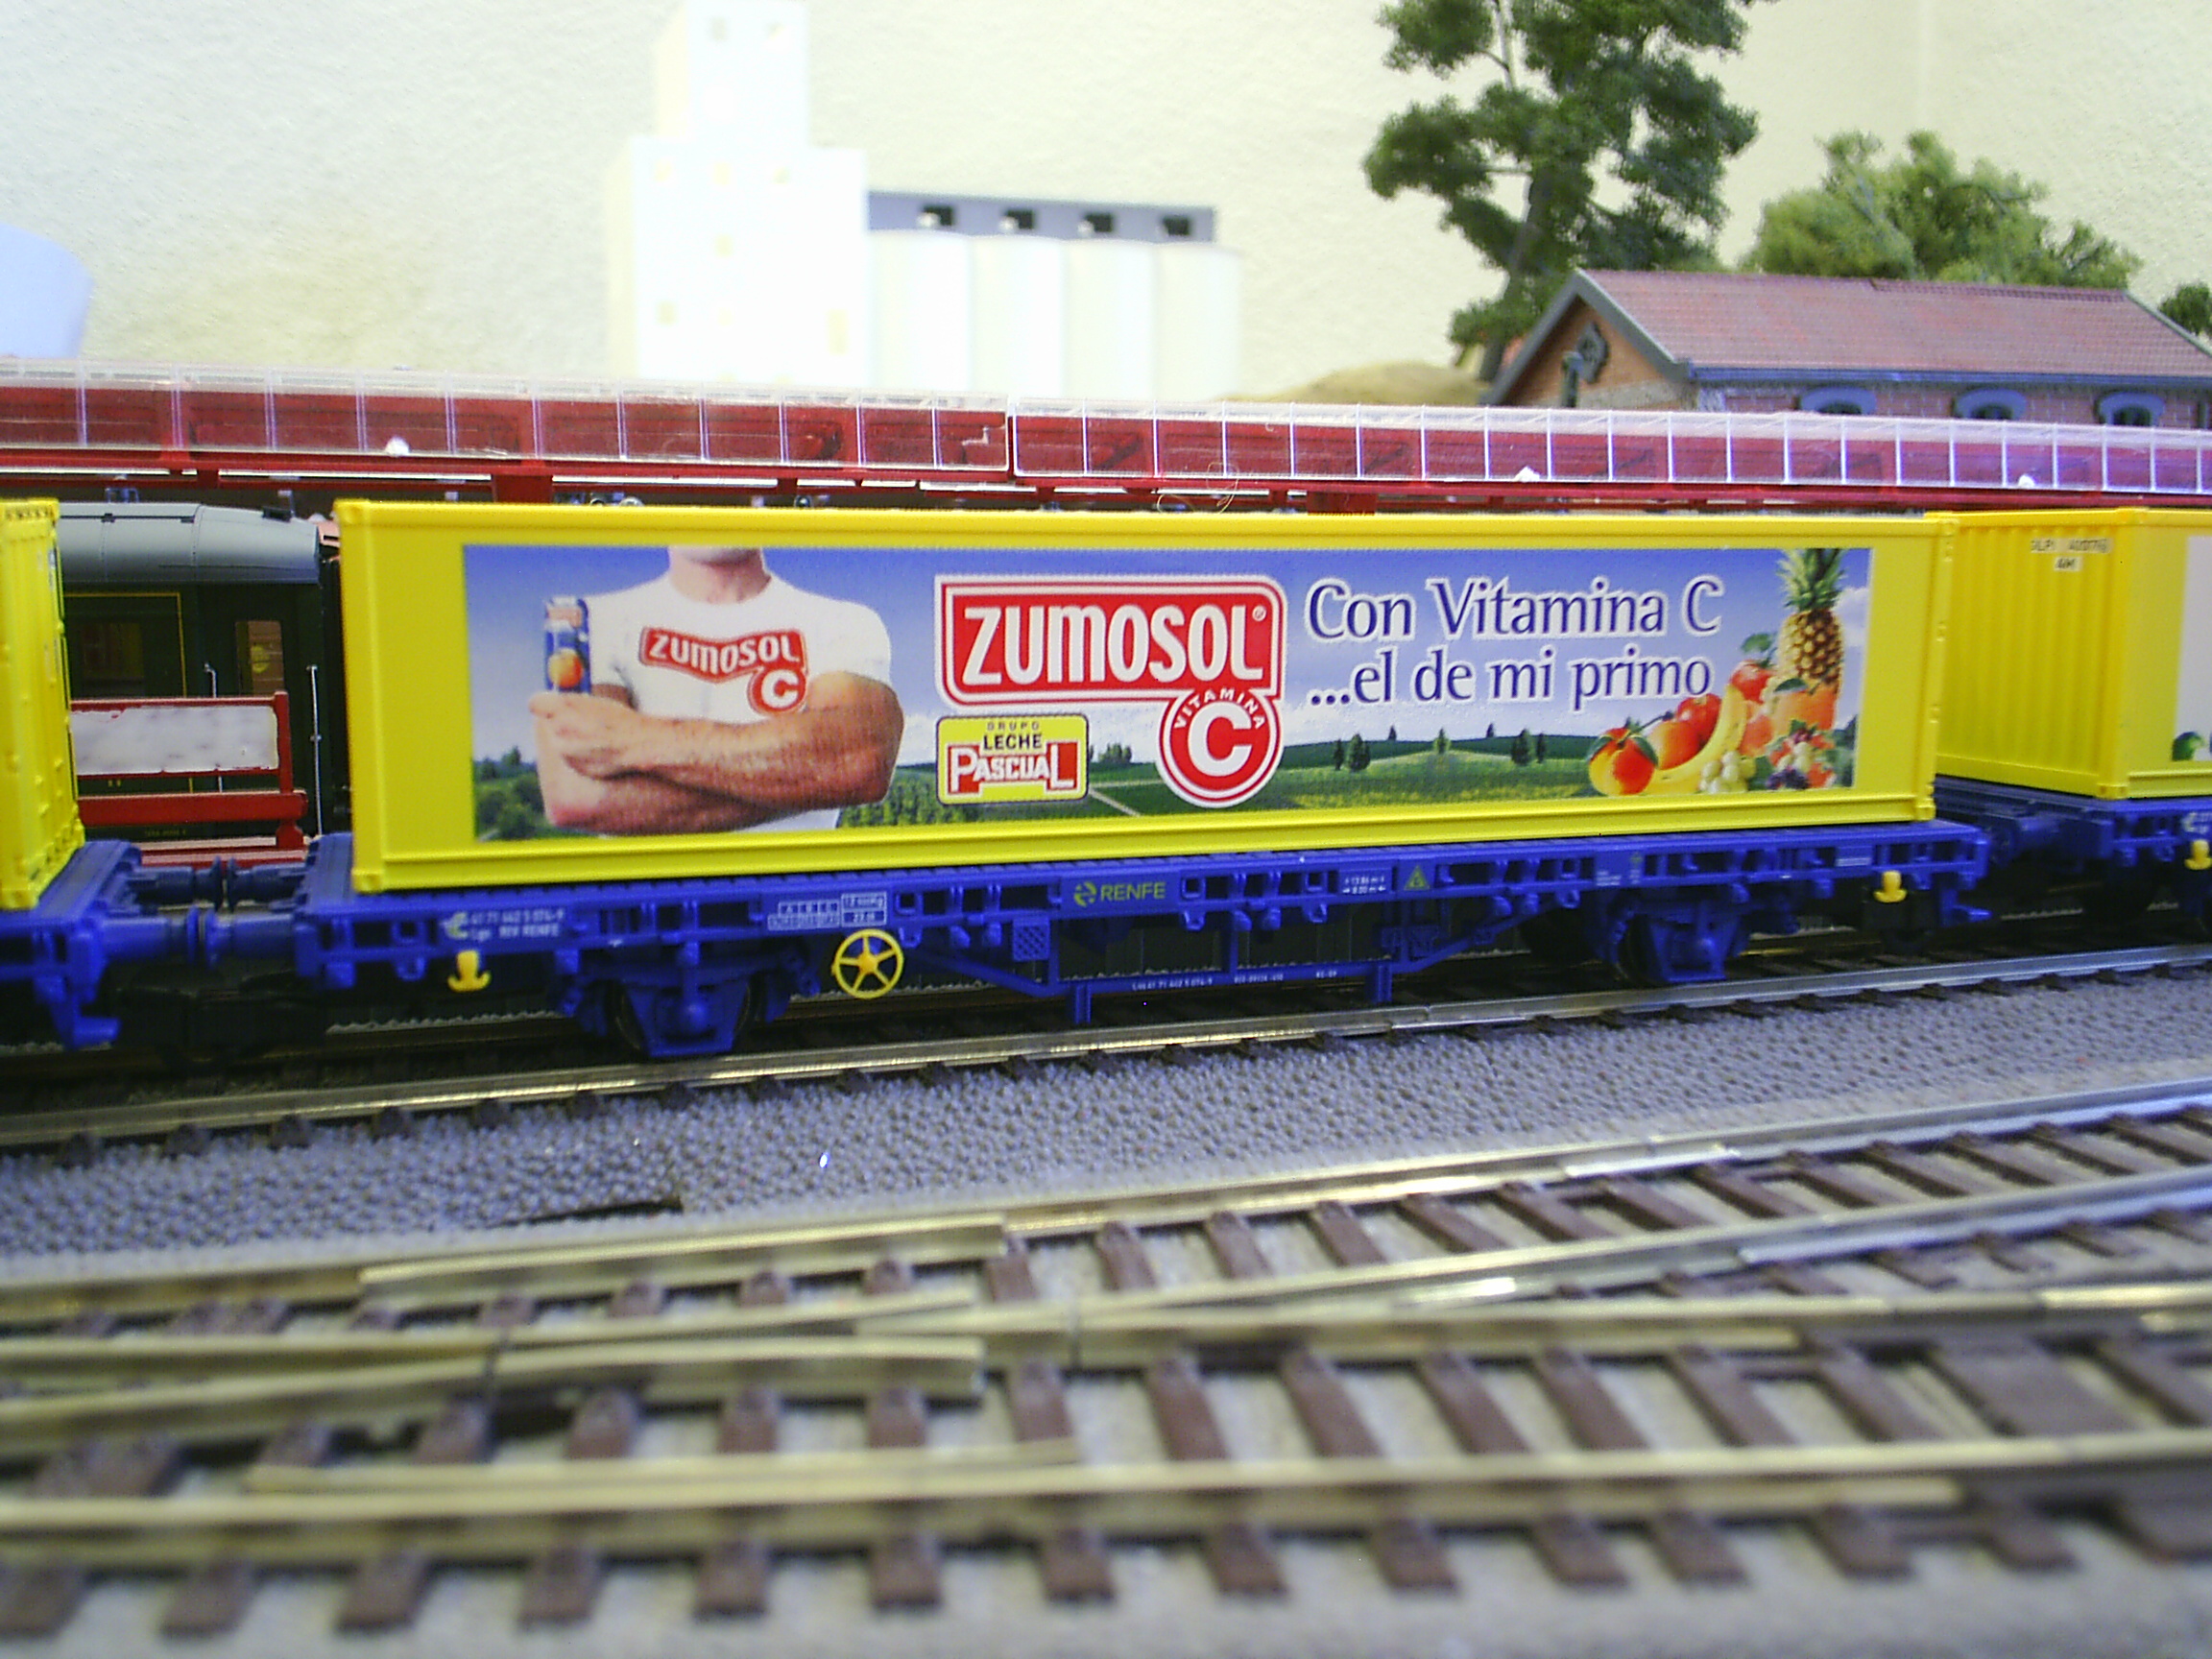 ZUMOSOL
C
ZUMOSOL®
VITAMINA
C
GRUPO
LECHE
PASCUAL
Con Vitamina C
...el de mi primo
RENFE